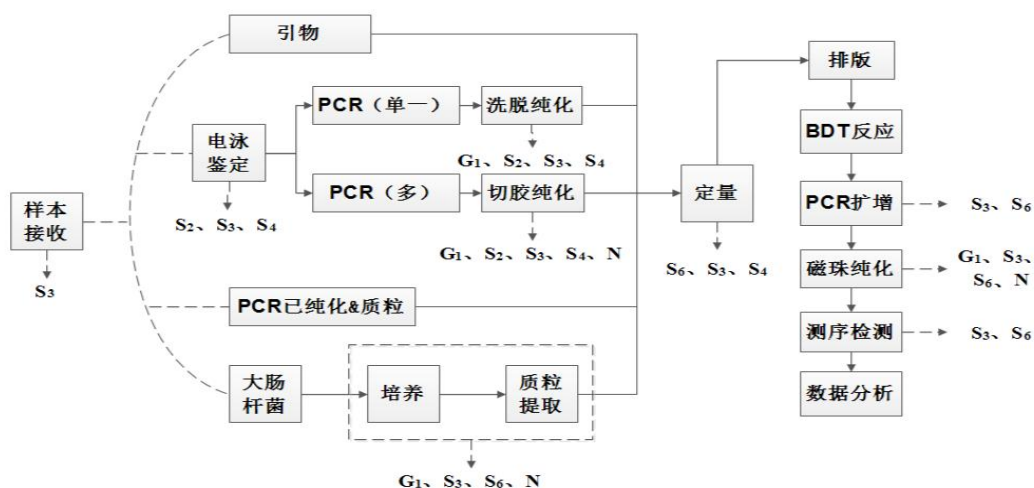 引物
排版
PCR（单一）
洗脱纯化
BDT反应
电泳
鉴定
G₁、S₂、S₃、S₄
PCR（多）
切胶纯化
定量
PCR扩增
S₃、S₆
样本
接收
S₂、S₃、S₄
G₁、S₂、S₃、S₄、N
S₆、S₃、S₄
磁珠纯化
G₁、S₃、
S₆、N
S₃
PCR已纯化&质粒
测序检测
S₃、S₆
大肠
杆菌
培养
质粒
提取
数据分析
G₁、S₃、S₆、N